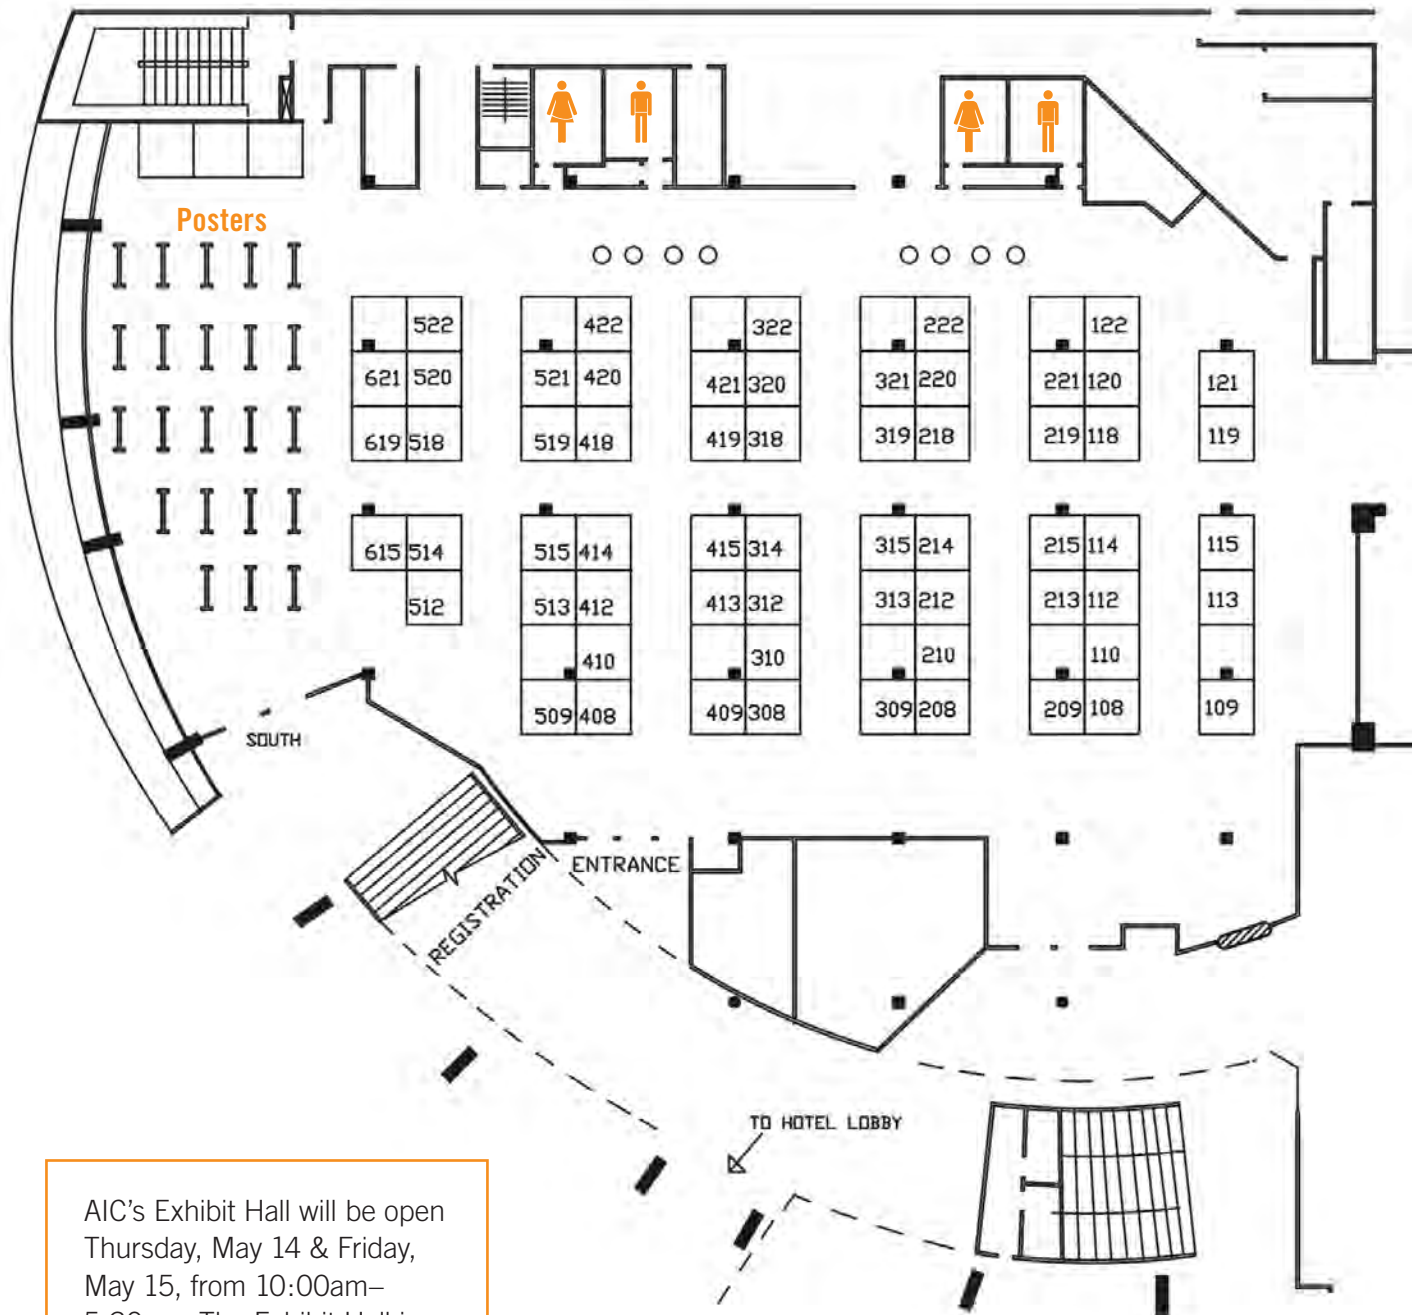 Posters
522 422 322 222 122
621 520 521 420 421 320 321 220 221 120 121
619 518 519 418 419 318 319 218 219 118 119
615 514 515 414 415 314 315 214 215 114 115
512 513 412 413 312 313 212 213 112 113
410 310 210 110
509 408 409 308 309 208 209 108 109
SOUTH
ENTRANCE
REGISTRATION
TO HOTEL LOBBY
AIC’s Exhibit Hall will be open
Thursday, May 14 & Friday,
May 15, from 10:00am–